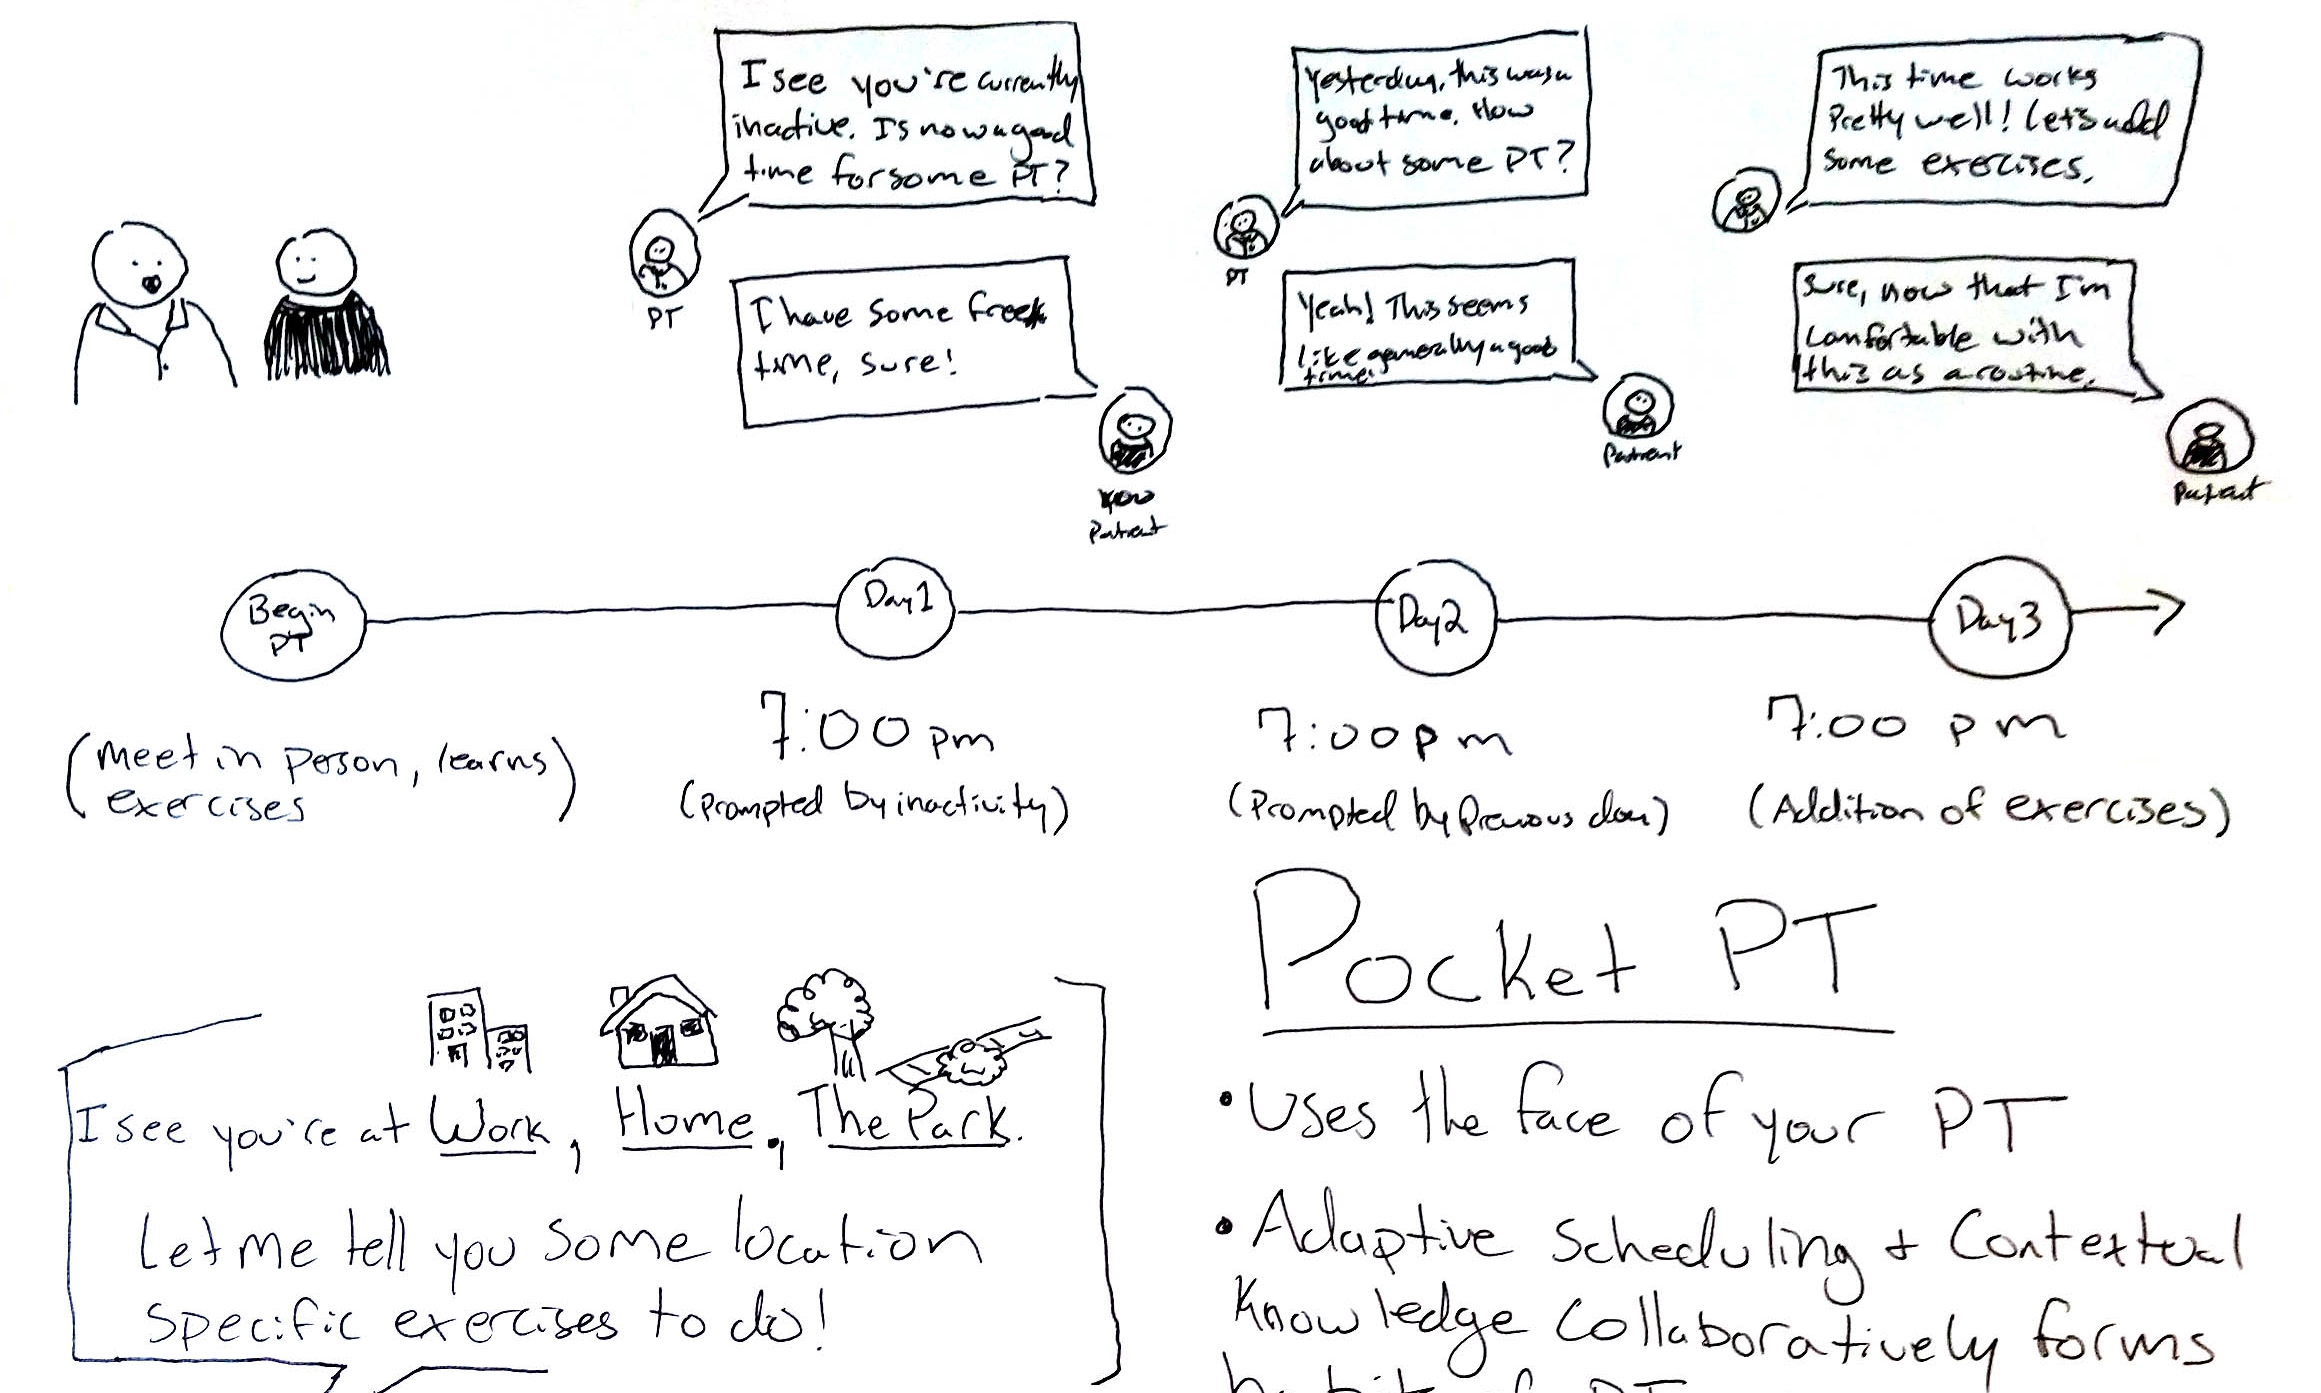 I see you're currently
inactive. Is now a good
time for some PT?
PT
I have some free
time, sure!
you
Patient
Yesterday, this was a
good time. How
about some PT?
PT
Yeah! This seems
like generally a good
time.
Patient
This time works
Pretty well! Let's add
some exercises.
Sure, now that I'm
comfortable with
this as a routine.
Patient
Begin
PT
Day 1
Day 2
Day 3
(Meet in person, learns
exercises)
7:00 pm
(Prompted by inactivity)
7:00 pm
(Prompted by Previous day)
7:00 pm
(Addition of exercises)
I see you're at Work, Home, The Park.
Let me tell you some location
specific exercises to do!
Pocket PT
• Uses the face of your PT
• Adaptive Scheduling + Contextual
Knowledge Collaboratively forms